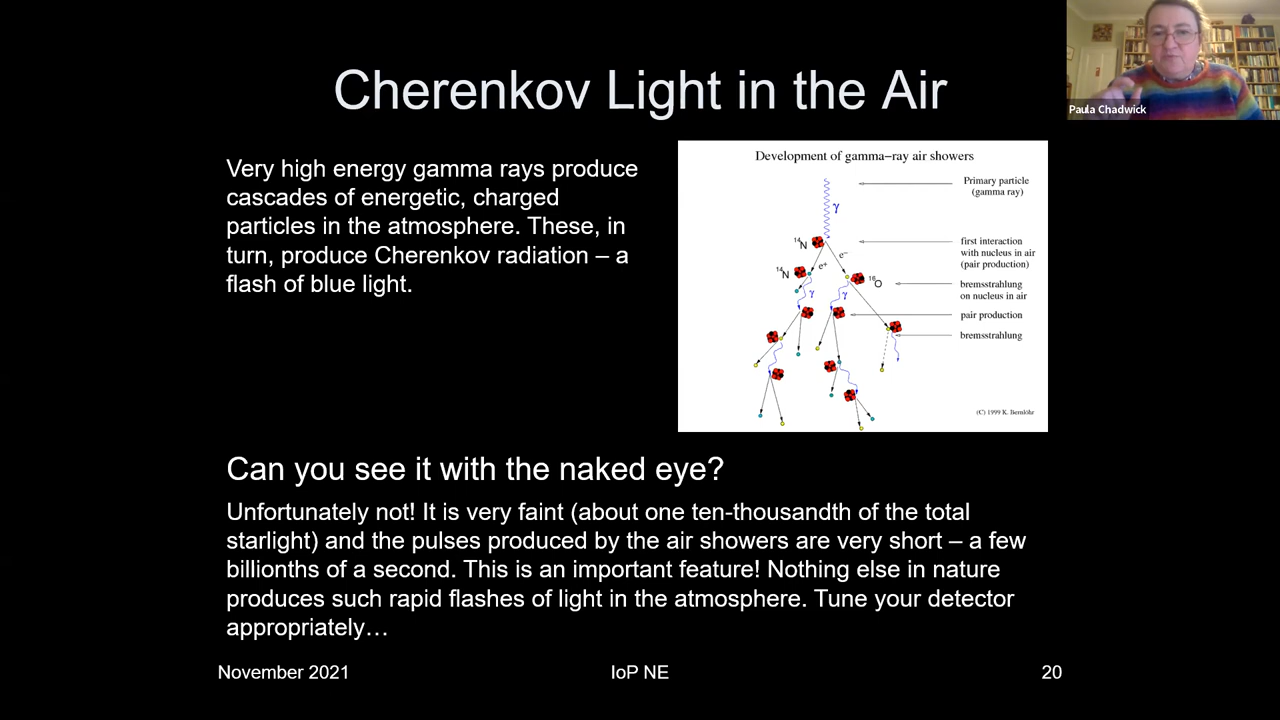 Cherenkov Light in the Air
Paula Chadwick
Very high energy gamma rays produce
cascades of energetic, charged
particles in the atmosphere. These, in
turn, produce Cherenkov radiation – a
flash of blue light.
Development of gamma−ray air showers
Primary particle
(gamma ray)
γ
first interaction
with nucleus in air
(pair production)
14N
e−
e+
14N
16O
bremsstrahlung
on nucleus in air
γ
γ
pair production
bremsstrahlung
(C) 1999 K. Bernlöhr
Can you see it with the naked eye?
Unfortunately not! It is very faint (about one ten-thousandth of the total
starlight) and the pulses produced by the air showers are very short – a few
billionths of a second. This is an important feature! Nothing else in nature
produces such rapid flashes of light in the atmosphere. Tune your detector
appropriately…
November 2021
IoP NE
20